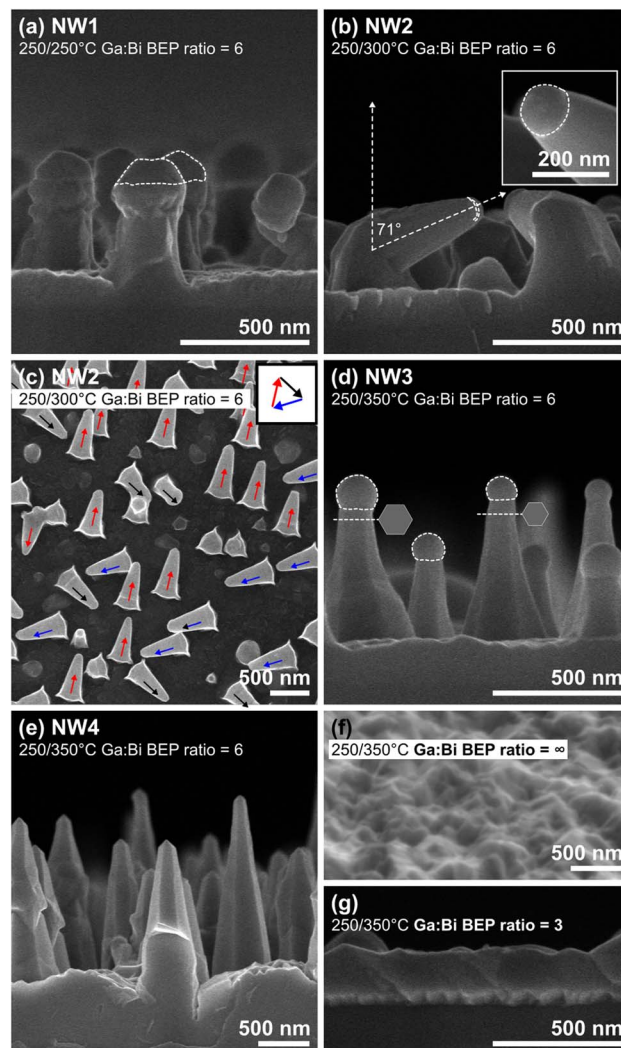 (a) NW1
250/250°C Ga:Bi BEP ratio = 6
500 nm
(b) NW2
250/300°C Ga:Bi BEP ratio = 6
200 nm
71°
500 nm
(c) NW2
250/300°C Ga:Bi BEP ratio = 6
500 nm
(d) NW3
250/350°C Ga:Bi BEP ratio = 6
500 nm
(e) NW4
250/350°C Ga:Bi BEP ratio = 6
500 nm
(f)
250/350°C Ga:Bi BEP ratio = ∞
500 nm
(g)
250/350°C Ga:Bi BEP ratio = 3
500 nm